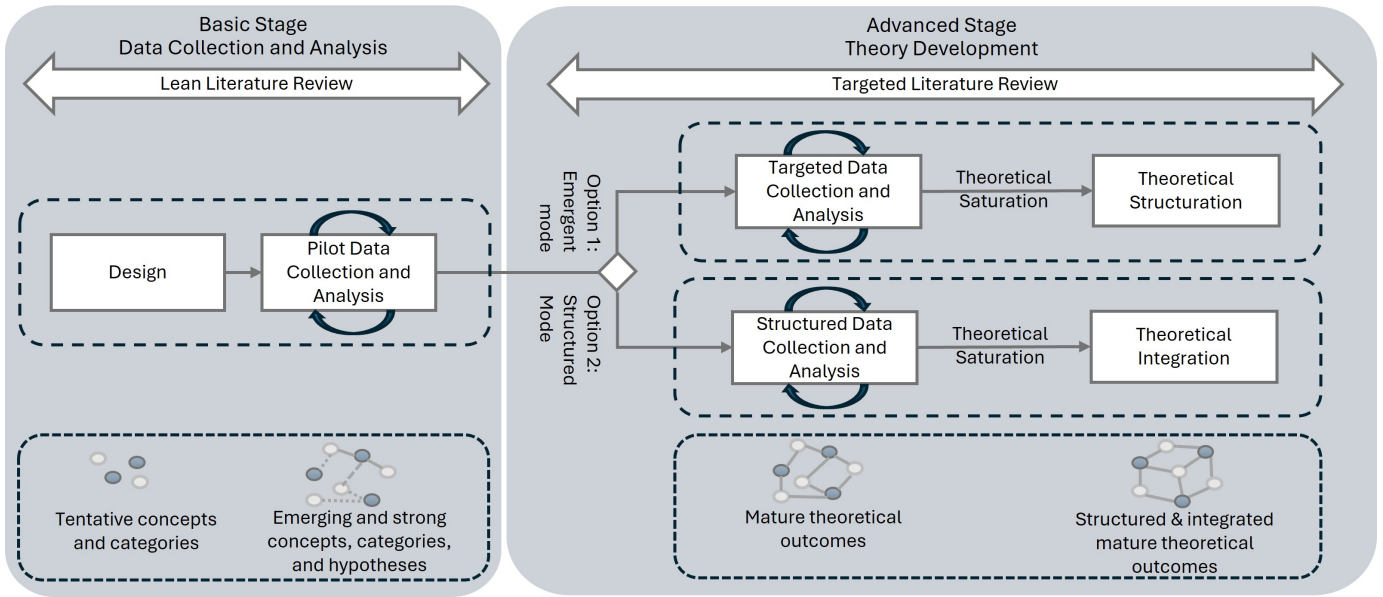 Basic Stage
Data Collection and Analysis
Lean Literature Review
Design
Pilot Data
Collection and
Analysis
Tentative concepts
and categories
Emerging and strong
concepts, categories,
and hypotheses
Advanced Stage
Theory Development
Targeted Literature Review
Option 1:
Emergent
mode
Targeted Data
Collection and
Analysis
Theoretical
Saturation
Theoretical
Structuration
Option 2:
Structured
Mode
Structured Data
Collection and
Analysis
Theoretical
Saturation
Theoretical
Integration
Mature theoretical
outcomes
Structured & integrated
mature theoretical
outcomes